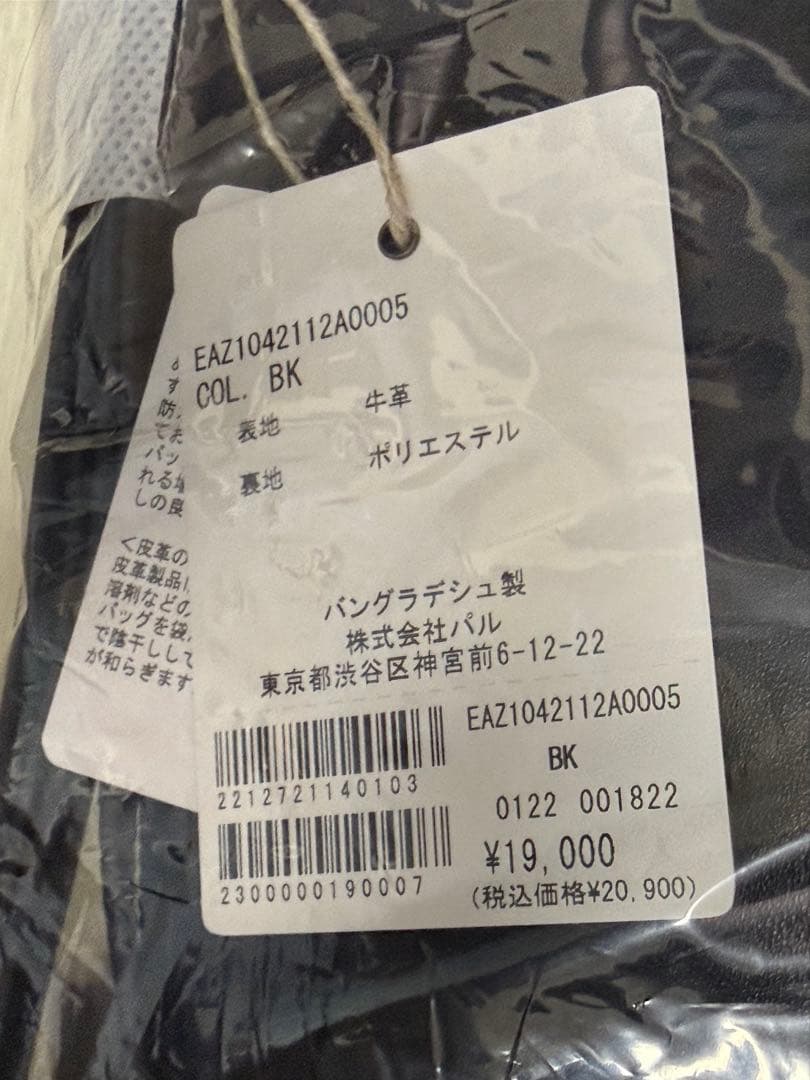 EAZ1042112A0005
COL. BK
表地 牛革
裏地 ポリエステル
バングラデシュ製
株式会社パル
東京都渋谷区神宮前6-12-22
EAZ1042112A0005
BK
0122 001822
¥19,000
(税込価格¥20,900)
2212721140103
2300000190007
す
防
てお
バッ
れる
しの良
<皮革の
皮革製品
溶剤などの
バッグを袋
で陰干しして
が和らぎます